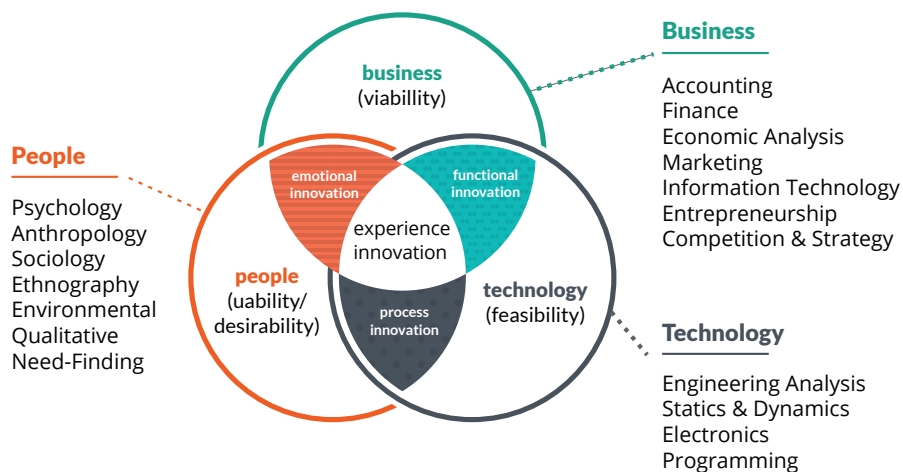 Business
Accounting
Finance
Economic Analysis
Marketing
Information Technology
Entrepreneurship
Competition & Strategy
business
(viabillity)
People
Psychology
Anthropology
Sociology
Ethnography
Environmental
Qualitative
Need-Finding
emotional
innovation
functional
innovation
experience
innovation
people
(uability/
desirability)
technology
(feasibility)
process
innovation
Technology
Engineering Analysis
Statics & Dynamics
Electronics
Programming